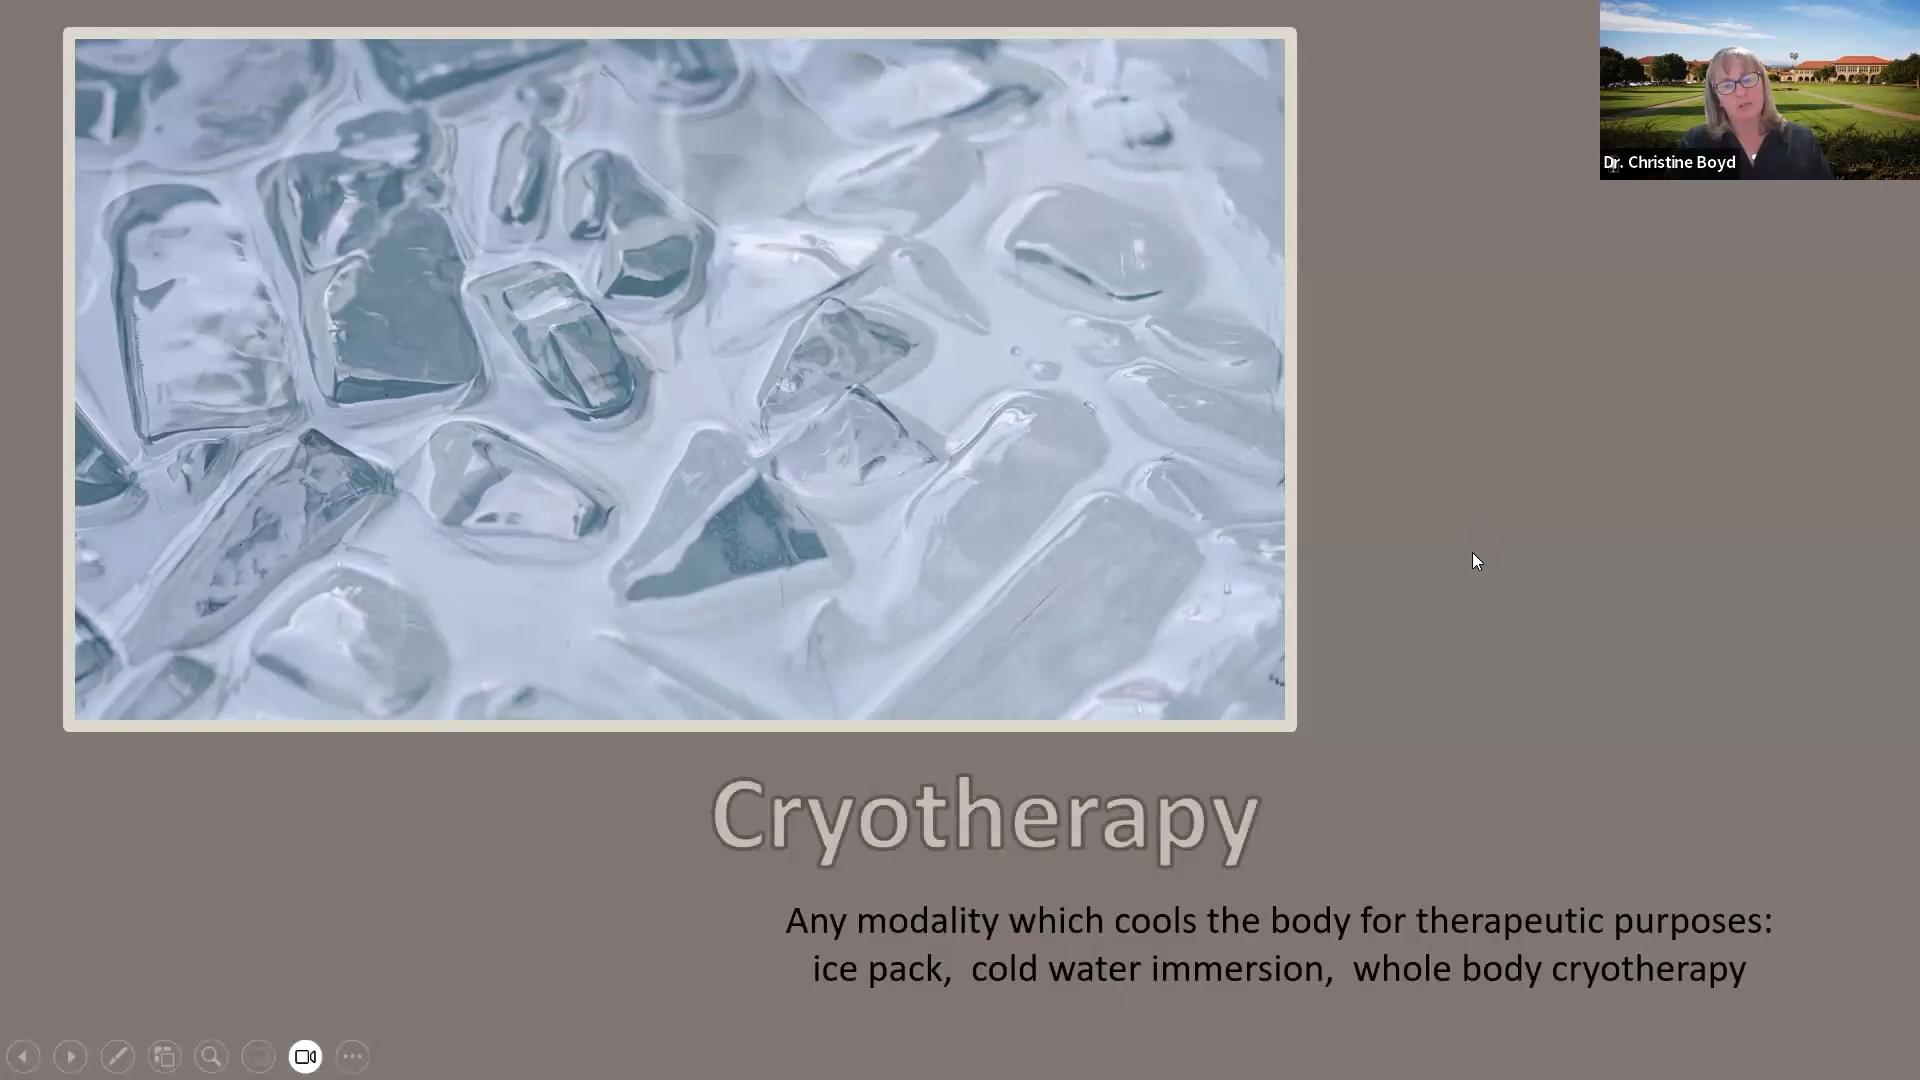 Dr. Christine Boyd
Cryotherapy
Any modality which cools the body for therapeutic purposes:
ice pack, cold water immersion, whole body cryotherapy